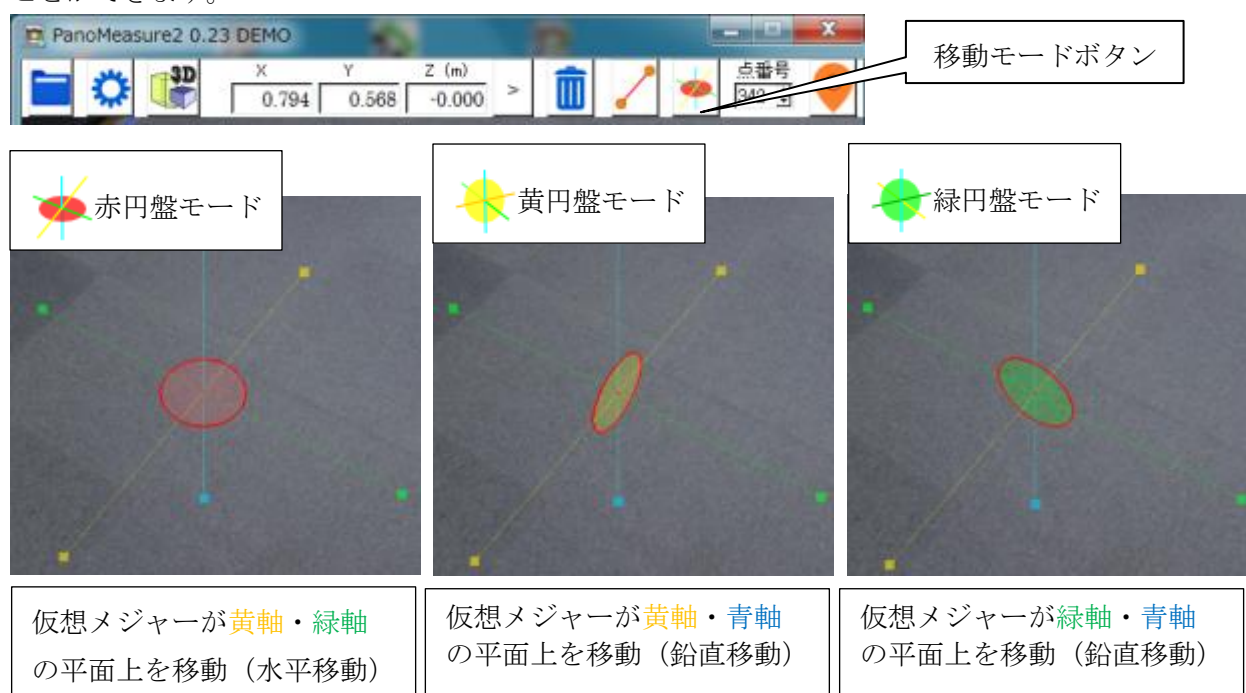 PanoMeasure2 0.23 DEMO
移動モードボタン
3D
X Y Z (m)
点番号
0.794 0.568 -0.000 >
赤円盤モード
黄円盤モード
緑円盤モード
仮想メジャーが黄軸・緑軸
の平面上を移動（水平移動）
仮想メジャーが黄軸・青軸
の平面上を移動（鉛直移動）
仮想メジャーが緑軸・青軸
の平面上を移動（鉛直移動）